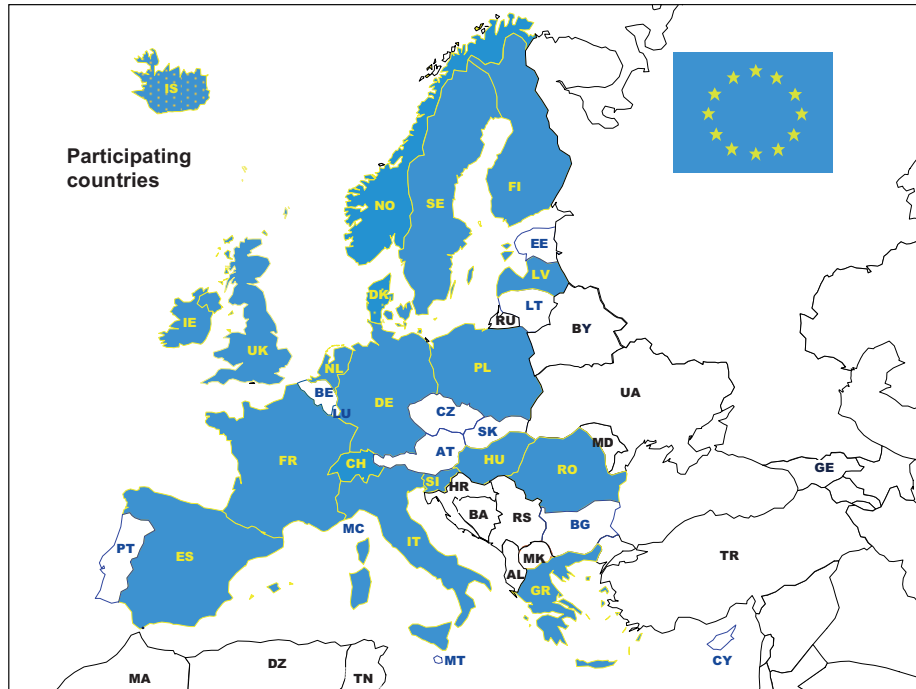 IS
Participating
countries
NO
SE
FI
EE
LV
LT
RU
BY
DK
IE
UK
NL
BE
LU
DE
PL
CZ
SK
UA
FR
CH
AT
HU
MD
RO
GE
SI
HR
BA
RS
BG
PT
ES
MC
IT
MK
AL
TR
GR
MT
CY
MA
DZ
TN